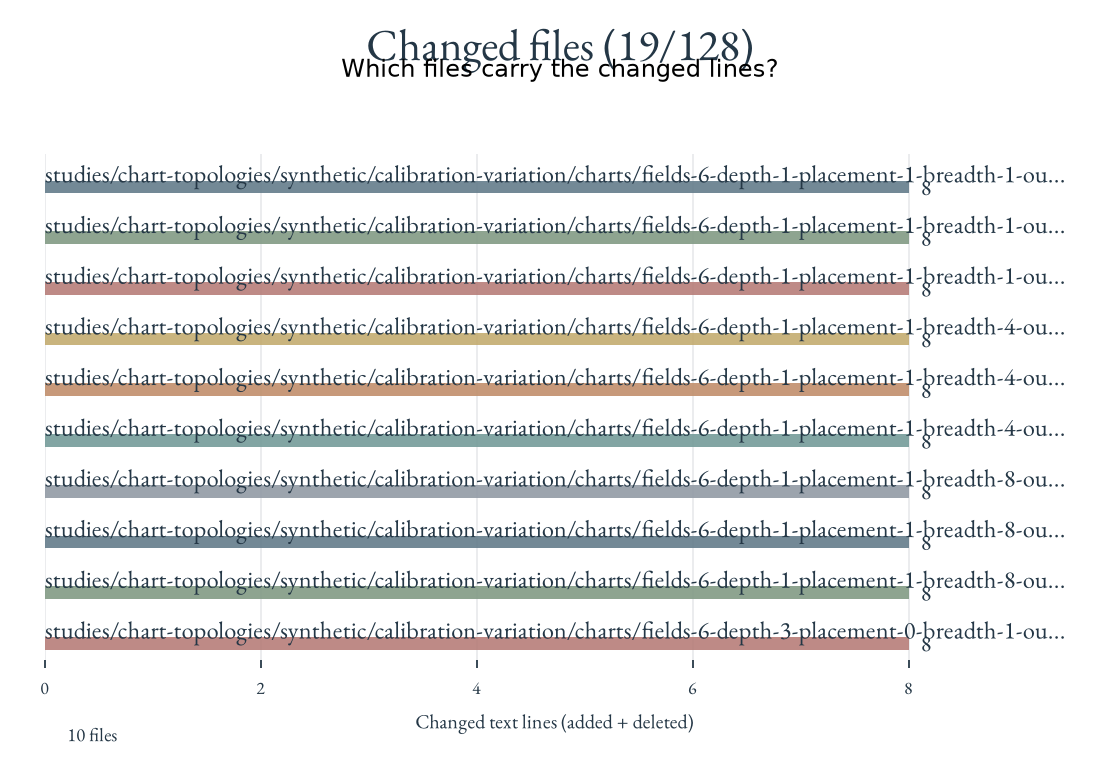 Changed files (19/128)
Which files carry the changed lines?
studies/chart-topologies/synthetic/calibration-variation/charts/fields-6-depth-1-placement-1-breadth-1-ou...
8
studies/chart-topologies/synthetic/calibration-variation/charts/fields-6-depth-1-placement-1-breadth-1-ou...
8
studies/chart-topologies/synthetic/calibration-variation/charts/fields-6-depth-1-placement-1-breadth-1-ou...
8
studies/chart-topologies/synthetic/calibration-variation/charts/fields-6-depth-1-placement-1-breadth-4-ou...
8
studies/chart-topologies/synthetic/calibration-variation/charts/fields-6-depth-1-placement-1-breadth-4-ou...
8
studies/chart-topologies/synthetic/calibration-variation/charts/fields-6-depth-1-placement-1-breadth-4-ou...
8
studies/chart-topologies/synthetic/calibration-variation/charts/fields-6-depth-1-placement-1-breadth-8-ou...
8
studies/chart-topologies/synthetic/calibration-variation/charts/fields-6-depth-1-placement-1-breadth-8-ou...
8
studies/chart-topologies/synthetic/calibration-variation/charts/fields-6-depth-1-placement-1-breadth-8-ou...
8
studies/chart-topologies/synthetic/calibration-variation/charts/fields-6-depth-3-placement-0-breadth-1-ou...
8
0 2 4 6 8
Changed text lines (added + deleted)
10 files